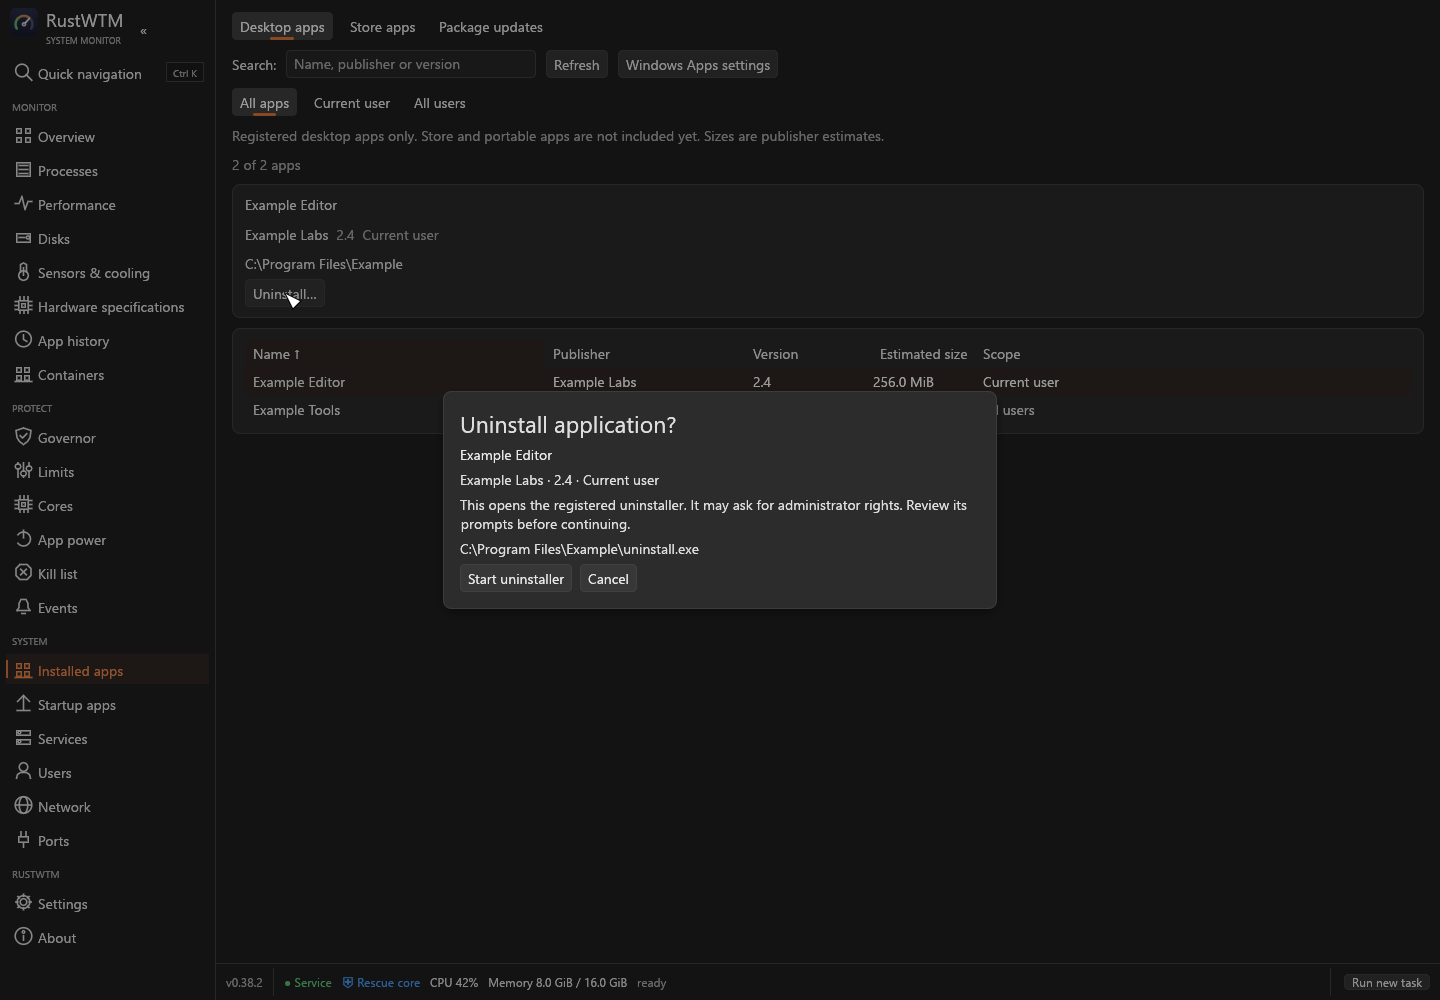 RustWTM
SYSTEM MONITOR
«
Quick navigation
Ctrl K
MONITOR
Overview
Processes
Performance
Disks
Sensors & cooling
Hardware specifications
App history
Containers
PROTECT
Governor
Limits
Cores
App power
Kill list
Events
SYSTEM
Installed apps
Startup apps
Services
Users
Network
Ports
RUSTWTM
Settings
About
Desktop apps Store apps Package updates
Search: Name, publisher or version Refresh Windows Apps settings
All apps Current user All users
Registered desktop apps only. Store and portable apps are not included yet. Sizes are publisher estimates.
2 of 2 apps
Example Editor
Example Labs 2.4 Current user
C:\Program Files\Example
Uninstall...
Name ↑ Publisher Version Estimated size Scope
Example Editor Example Labs 2.4 256.0 MiB Current user
Example Tools users
Uninstall application?
Example Editor
Example Labs · 2.4 · Current user
This opens the registered uninstaller. It may ask for administrator rights. Review its
prompts before continuing.
C:\Program Files\Example\uninstall.exe
Start uninstaller Cancel
v0.38.2 Service Rescue core CPU 42% Memory 8.0 GiB / 16.0 GiB ready Run new task